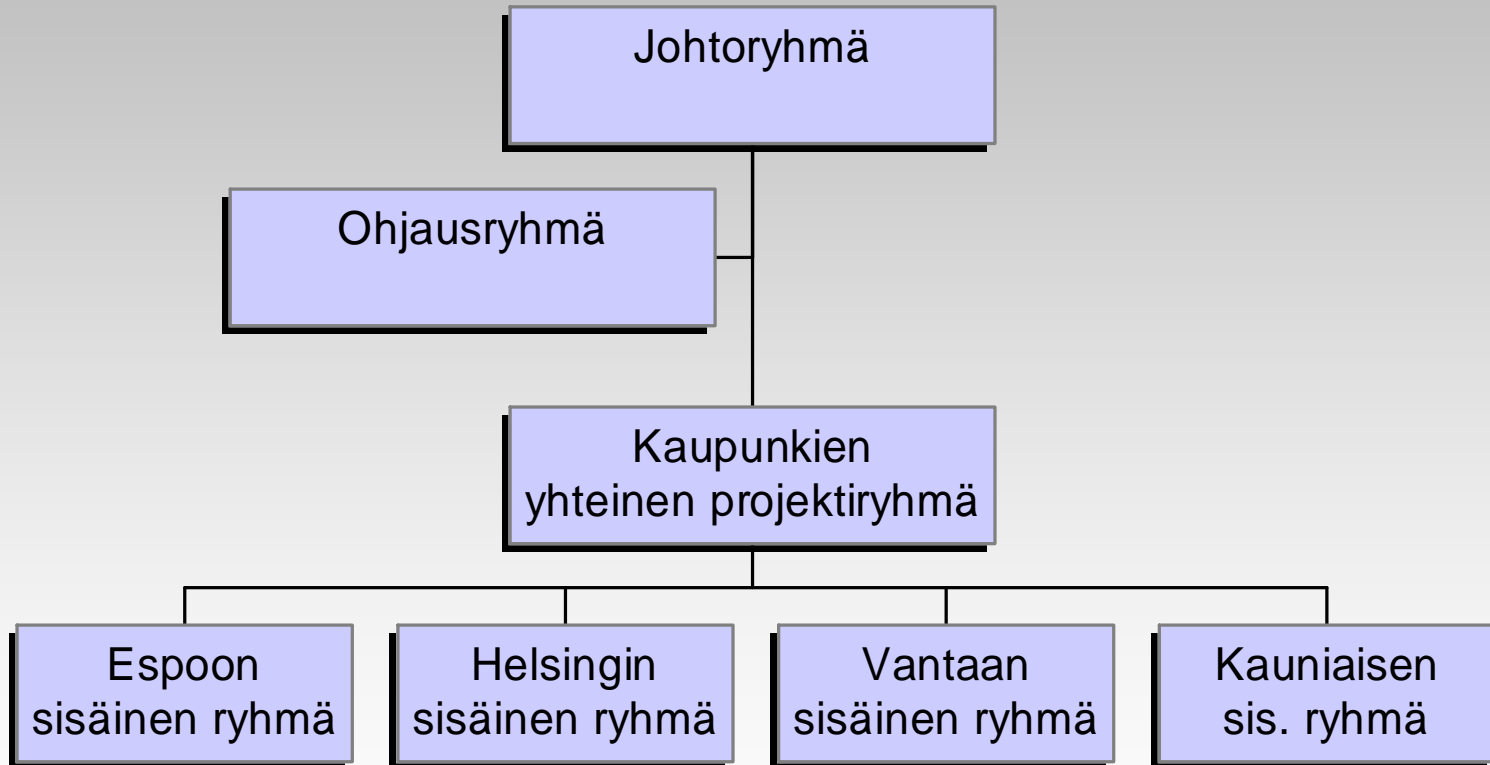 Johtoryhmä
Ohjausryhmä
Kaupunkien
yhteinen projektiryhmä
Espoon
sisäinen ryhmä
Helsingin
sisäinen ryhmä
Vantaan
sisäinen ryhmä
Kauniaisen
sis. ryhmä